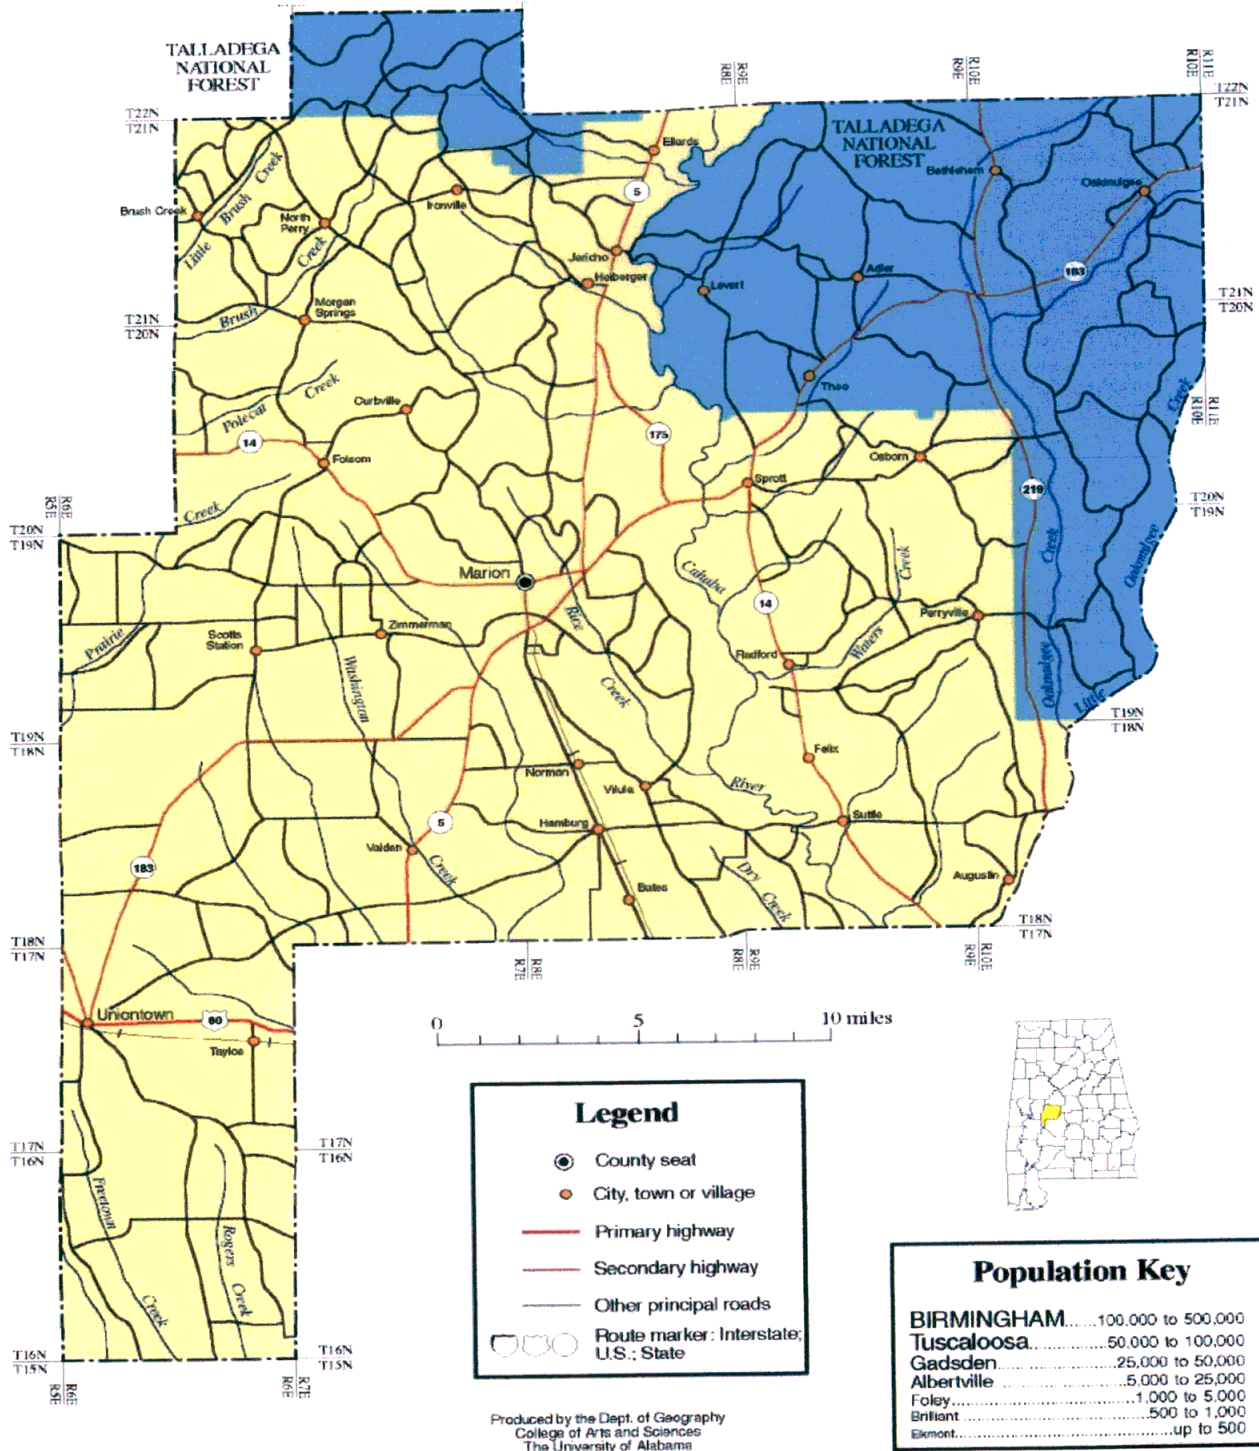 TALLADEGA
NATIONAL
FOREST
R8E
R9E
R9E
R10E
R10E
R11E
T22N
T21N
T22N
T21N
TALLADEGA
NATIONAL
FOREST
Ellards
Bethlehem
Oakmulgee
5
Brush Creek
Ironville
North
Perry
Little Brush Creek
Creek
Jericho
Heiberger
Levert
Adler
183
T21N
T20N
Morgan
Springs
Brush
T21N
T20N
Theo
Creek
R10E
R11E
Polecat Creek
Curbville
14
175
Folsom
Osborn
Sprott
219
R5E
R6E
Creek
T20N
T19N
T20N
T19N
Marion
Cahaba
Creek
Creek
Oakmulgee
14
Rice
Perryville
Prairie
Scotts
Station
Zimmerman
Washington
Radford
Waters
Oakmulgee
Creek
Little
T19N
T18N
T19N
T18N
Felix
Norman
Vilula
River
Hamburg
Suttle
5
Vaiden
183
Creek
Dry
Creek
Augustin
Bates
T18N
T17N
T18N
T17N
R7E
R8E
R8E
R9E
R9E
R10E
Uniontown
80
Tayloe
0
5
10 miles
T17N
T16N
T17N
T16N
Freetown
Creek
Rogers
Creek
T16N
T15N
T16N
T15N
R5E
R6E
R6E
R7E
Legend
County seat
City, town or village
Primary highway
Secondary highway
Other principal roads
Route marker: Interstate;
U.S.; State
Produced by the Dept. of Geography
College of Arts and Sciences
The University of Alabama
Population Key
BIRMINGHAM......100,000 to 500,000
Tuscaloosa..............50,000 to 100,000
Gadsden.....................25,000 to 50,000
Albertville.......................5,000 to 25,000
Foley..................................1,000 to 5,000
Brilliant...................................500 to 1,000
Elkmont.........................................up to 500